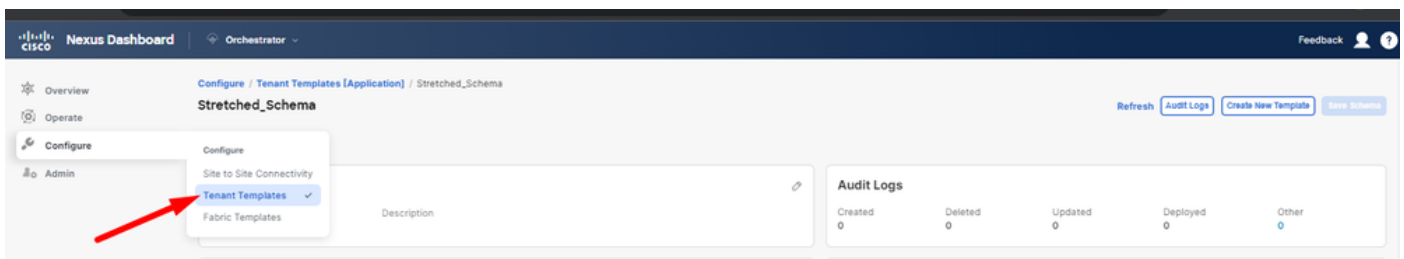 CISCO Nexus Dashboard Orchestrator Feedback ?
Overview
Operate
Configure
Admin
Configure / Tenant Templates [Application] / Stretched_Schema
Stretched_Schema
Refresh Audit Logs Create New Template Save Schema
Configure
Site to Site Connectivity
Tenant Templates
Fabric Templates
Description
Audit Logs
Created Deleted Updated Deployed Other
0 0 0 0 0